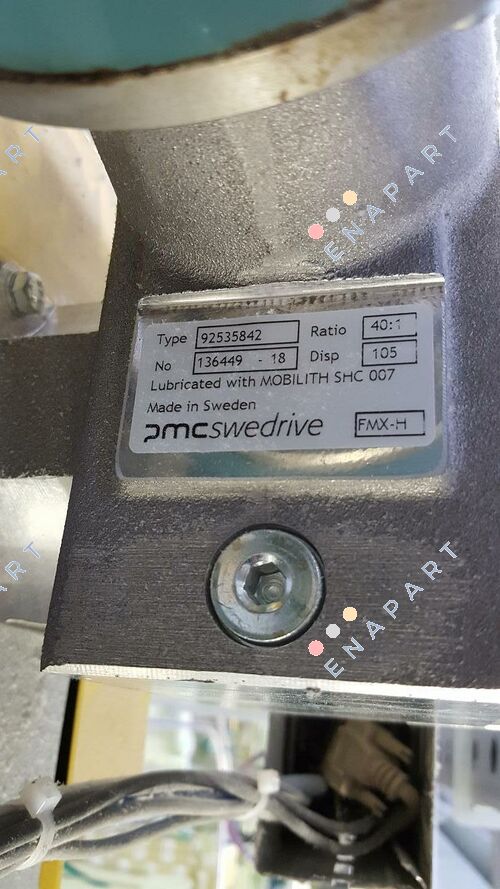 ENAPART
Type 92535842 Ratio 40:1
No 136449 - 18 Disp 105
Lubricated with MOBILITH SHC 007
Made in Sweden
pmcswedrive FMX-H
ENAPART